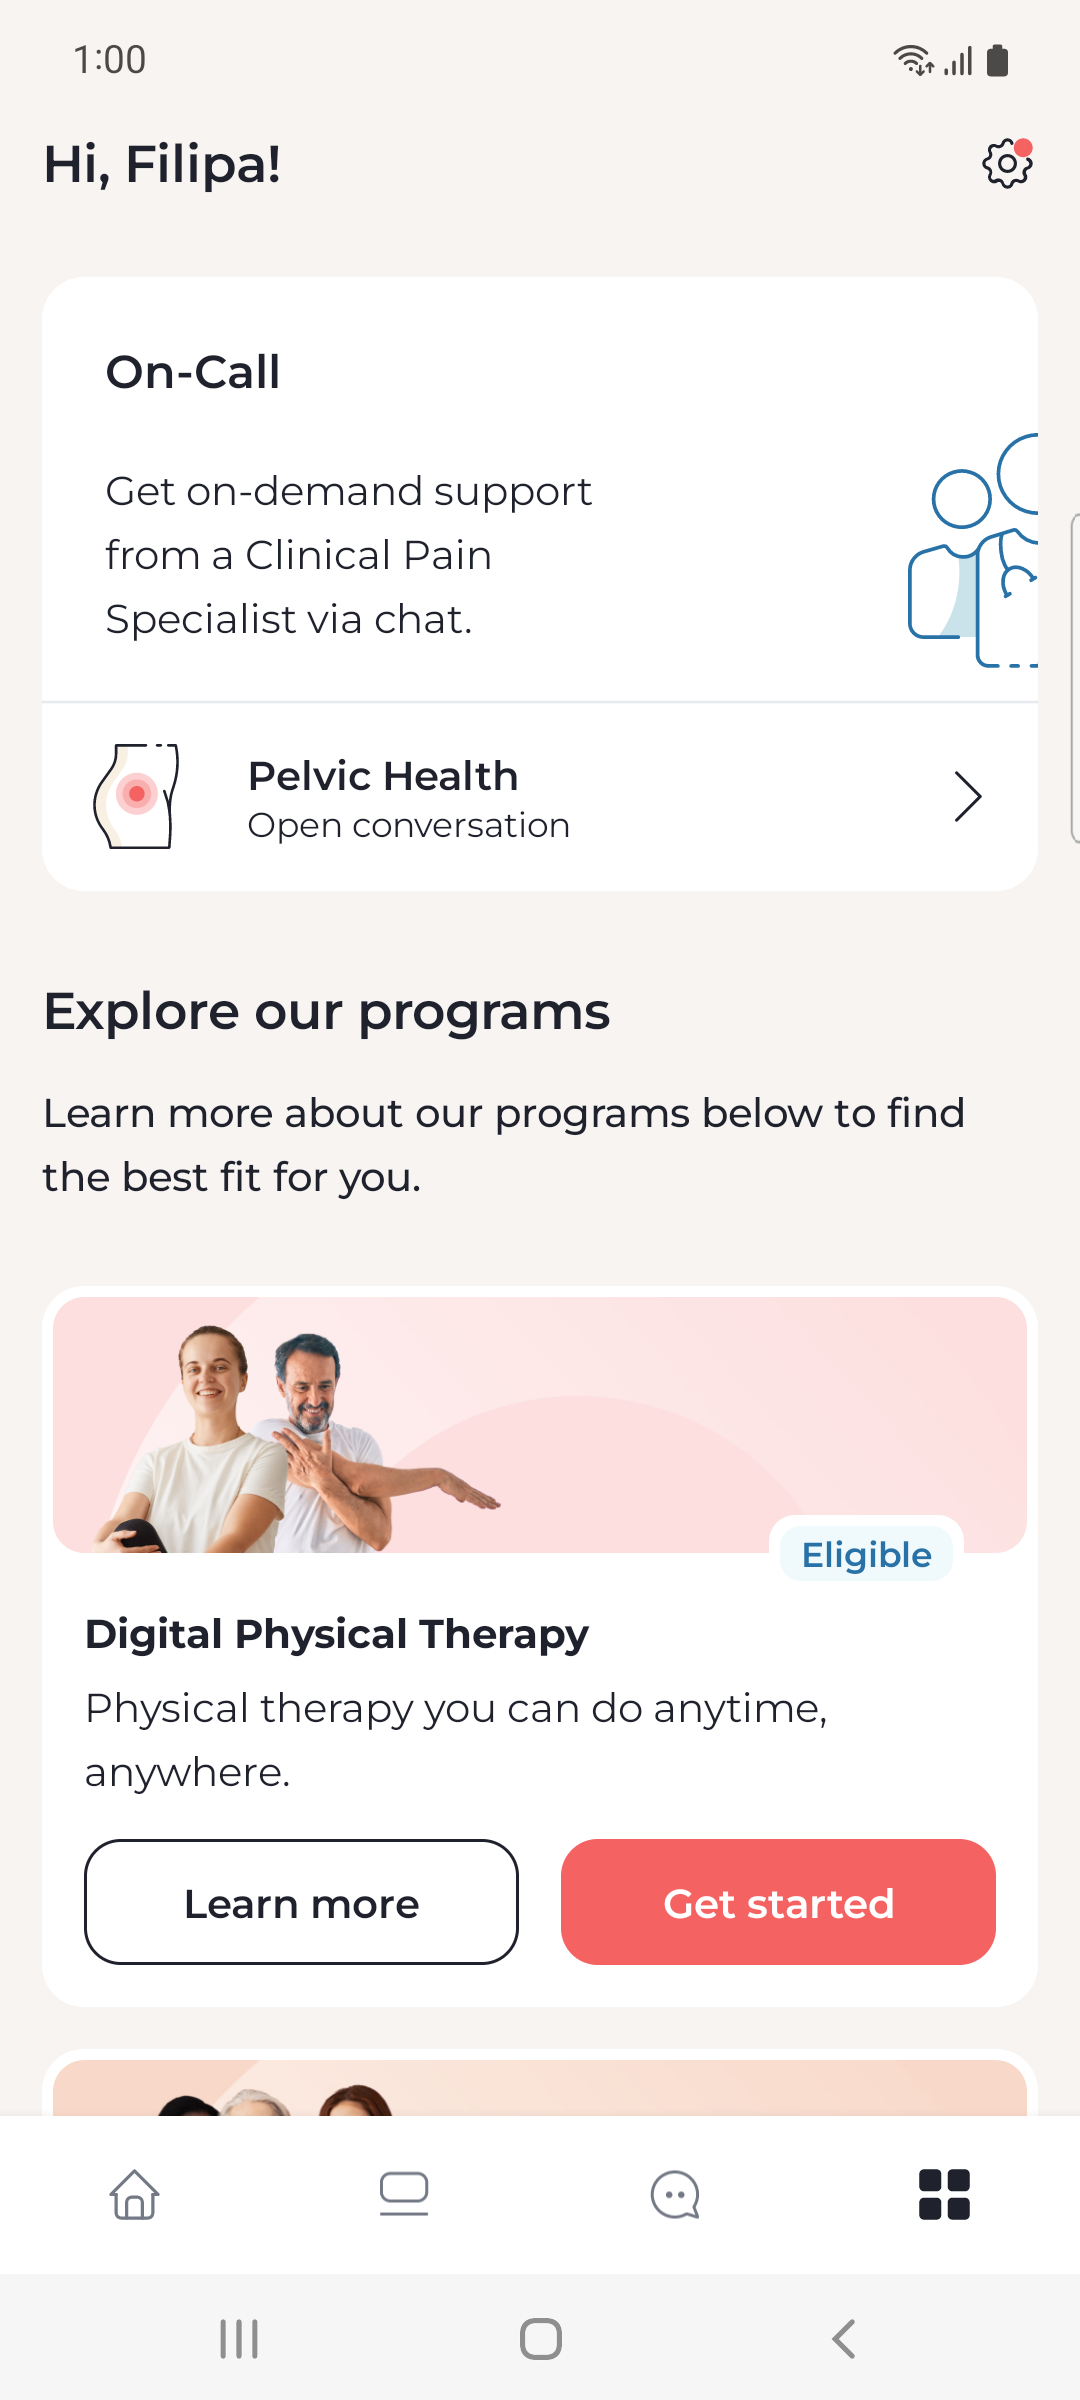 1:00
Hi, Filipa!
On-Call
Get on-demand support
from a Clinical Pain
Specialist via chat.
Pelvic Health
Open conversation
Explore our programs
Learn more about our programs below to find
the best fit for you.
Eligible
Digital Physical Therapy
Physical therapy you can do anytime,
anywhere.
Learn more
Get started